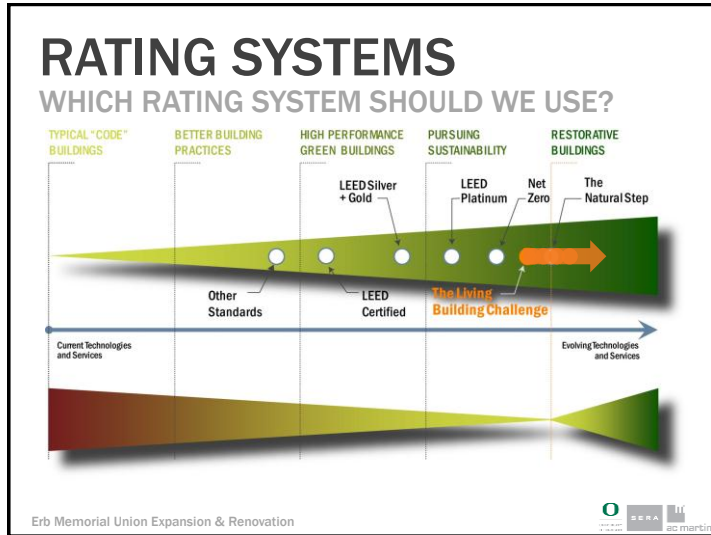 RATING SYSTEMS
WHICH RATING SYSTEM SHOULD WE USE?
TYPICAL "CODE"
BUILDINGS
BETTER BUILDING
PRACTICES
HIGH PERFORMANCE
GREEN BUILDINGS
PURSUING
SUSTAINABILITY
RESTORATIVE
BUILDINGS
LEED Silver
+ Gold
LEED
Platinum
Net
Zero
The
Natural Step
Other
Standards
LEED
Certified
The Living
Building Challenge
Current Technologies
and Services
Evolving Technologies
and Services
Erb Memorial Union Expansion & Renovation
O
SERA
ac martin